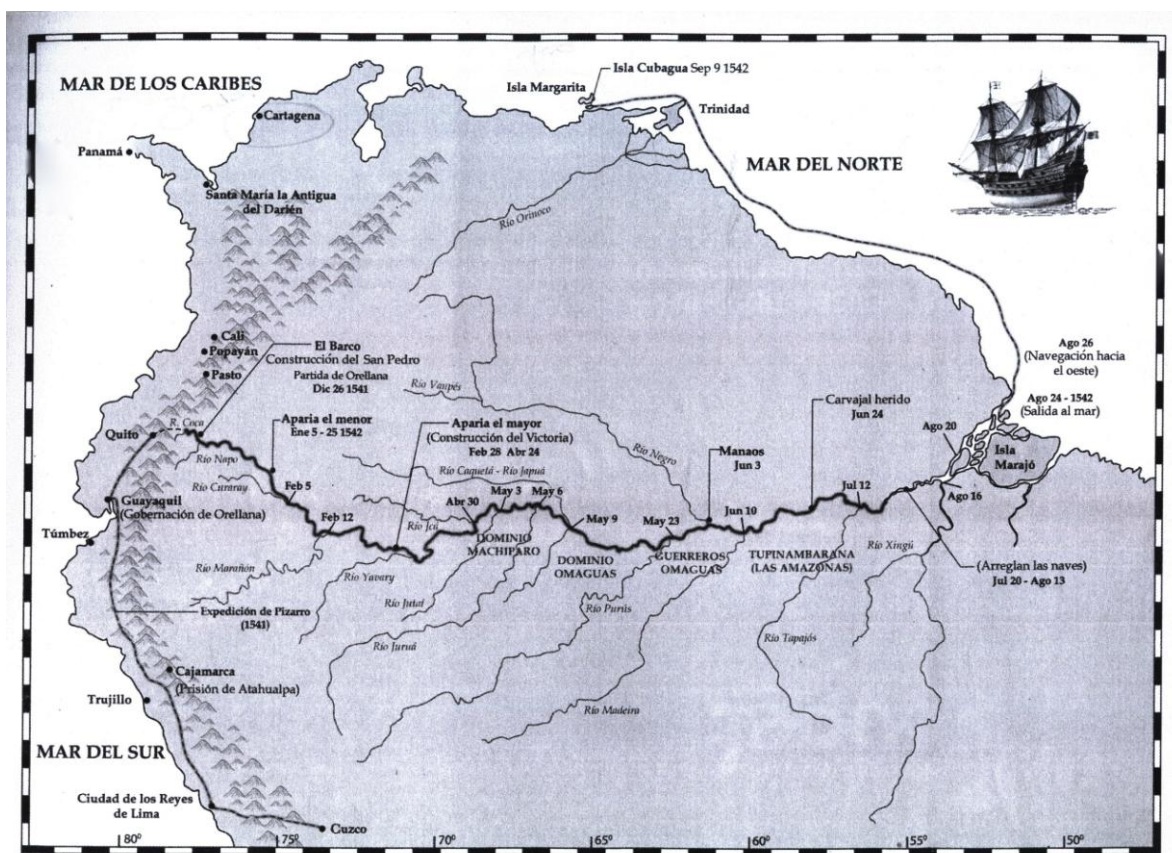 MAR DE LOS CARIBES
Isla Cubagua Sep 9 1542
Isla Margarita
Trinidad
Cartagena
Panamá
MAR DEL NORTE
Santa María la Antigua
del Darién
Río Orinoco
Cali
Popayán
Pasto
El Barco
Construcción del San Pedro
Partida de Orellana
Dic 26 1541
Río Vaupés
Ago 26
(Navegación hacia
el oeste)
Ago 24 - 1542
(Salida al mar)
Carvajal herido
Jun 24
Aparia el menor
Ene 5 - 25 1542
Aparia el mayor
(Construcción del Victoria)
Feb 28 Abr 24
Quito
R. Coca
Río Negro
Manaos
Jun 3
Ago 20
Isla
Marajó
Río Napo
Río Caquetá - Río Japuá
Río Curaray
Feb 5
May 3
May 6
Jul 12
Ago 16
Guayaquil
(Gobernación de Orellana)
Abr 30
Feb 12
Río Içá
May 9
May 23
Jun 10
Túmbez
DOMINIO
MACHIPARO
DOMINIO
OMAGUAS
GUERREROS
OMAGUAS
TUPINAMBARANA
(LAS AMAZONAS)
Río Xingú
(Arreglan las naves)
Jul 20 - Ago 13
Río Marañón
Río Yavary
Río Jutaí
Río Purús
Expedición de Pizarro
(1541)
Río Juruá
Río Tapajós
Cajamarca
(Prisión de Atahualpa)
Trujillo
Río Madeira
MAR DEL SUR
Ciudad de los Reyes
de Lima
Cuzco
80º
75º
70º
65º
60º
55º
50º